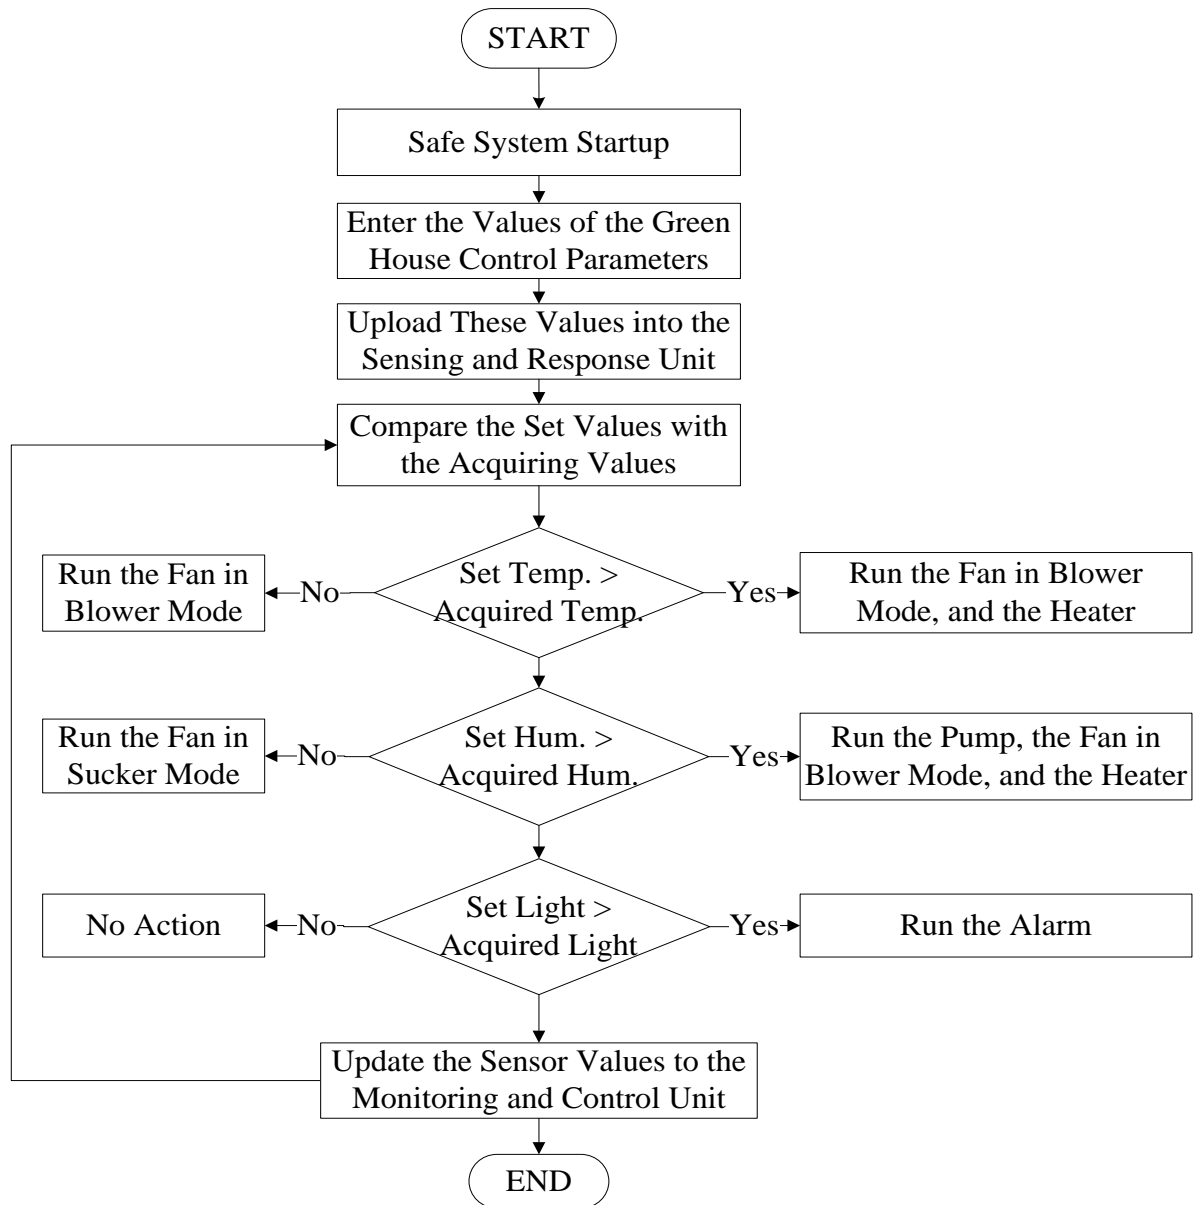 START
Safe System Startup
Enter the Values of the Green
House Control Parameters
Upload These Values into the
Sensing and Response Unit
Compare the Set Values with
the Acquiring Values
Run the Fan in
Blower Mode
No
Set Temp. >
Acquired Temp.
Yes
Run the Fan in Blower
Mode, and the Heater
Run the Fan in
Sucker Mode
No
Set Hum. >
Acquired Hum.
Yes
Run the Pump, the Fan in
Blower Mode, and the Heater
No Action
No
Set Light >
Acquired Light
Yes
Run the Alarm
Update the Sensor Values to the
Monitoring and Control Unit
END